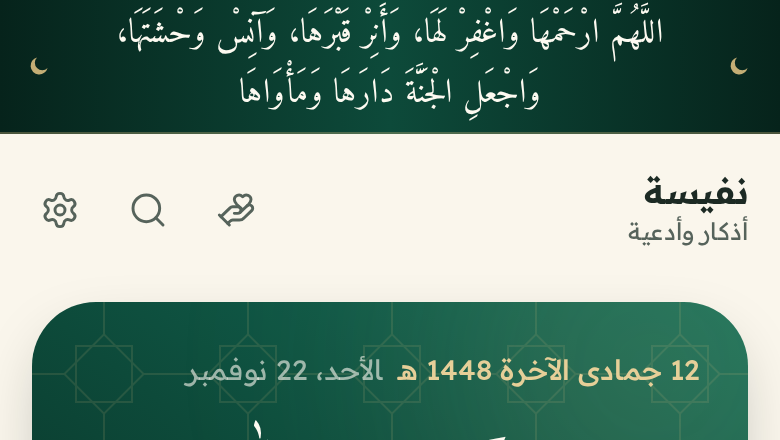 اللَّهُمَّ ارْحَمْهَا وَاغْفِرْ لَهَا، وَأَنِرْ قَبْرَهَا، وَآنِسْ وَحْشَتَهَا،
وَاجْعَلِ الْجَنَّةَ دَارَهَا وَمَأْوَاهَا
نفيسة
أذكار وأدعية
12 جمادى الآخرة 1448 هـ الأحد، 22 نوفمبر